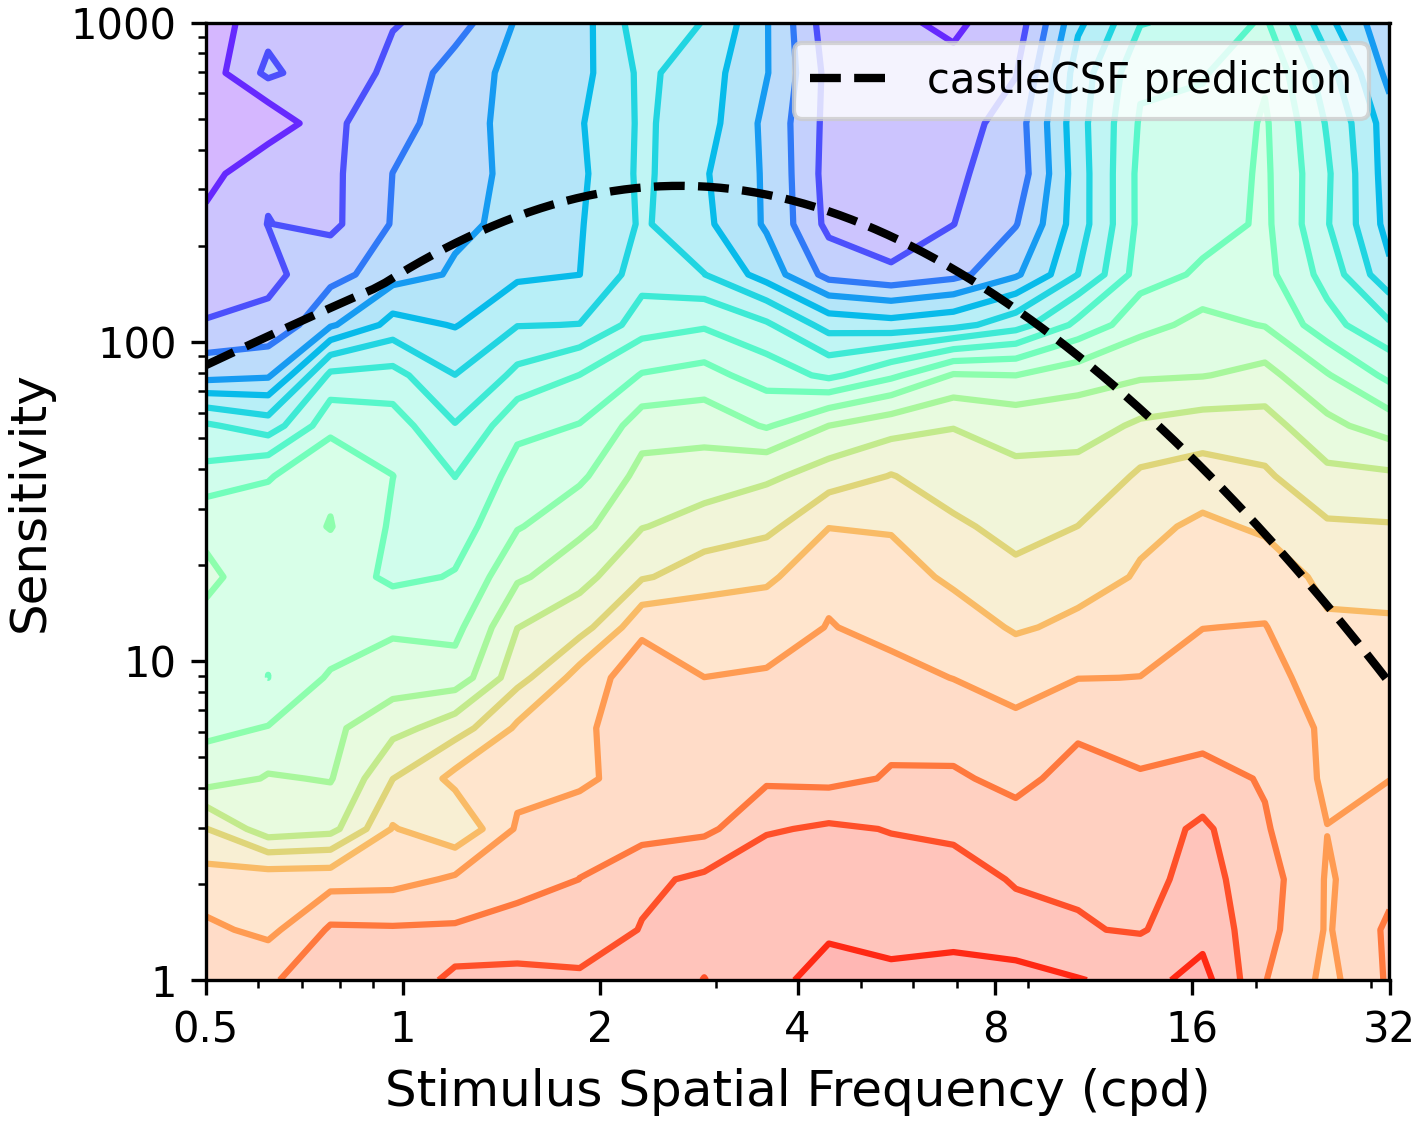 1000
castleCSF prediction
100
Sensitivity
10
1
0.5 1 2 4 8 16 32
Stimulus Spatial Frequency (cpd)